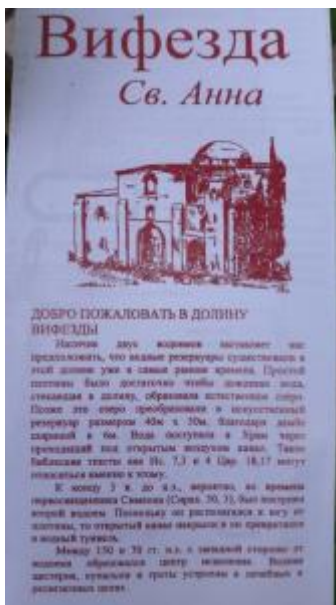 Вифезда
Св. Анна
ДОБРО ПОЖАЛОВАТЬ В ДОЛИНУ
ВИФЕЗДЫ
Наличие двух водоемов заставляет нас
предположить, что водные резервуары существовали в
этой долине уже в самые ранние времена. Простой
плотины было достаточно чтобы дождевая вода,
стекающая в долину, образовала естественное озеро.
Позже это озеро преобразовали в искусственный
резервуар размером 40м х 50м, благодаря дамбе
шириной в 6м. Вода поступала в Храм через
проходящий под открытым воздухом канал. Такие
библейские тексты как Ис. 7,3 и 4 Цар. 18,17 могут
относиться именно к этому.
К концу 3 в. до н.э., вероятно, во времена
первосвященника Симона (Сирах. 50, 3), был построен
второй водоем. Поскольку он располагался к югу от
плотины, то открытый канал накрыли и он превратился
в водный туннель.
Между 150 и 70 гг. н.э. с западной стороны от
водоема образовался центр
цистерны, купальни и гроты устроены в лечебных и
религиозных целях.